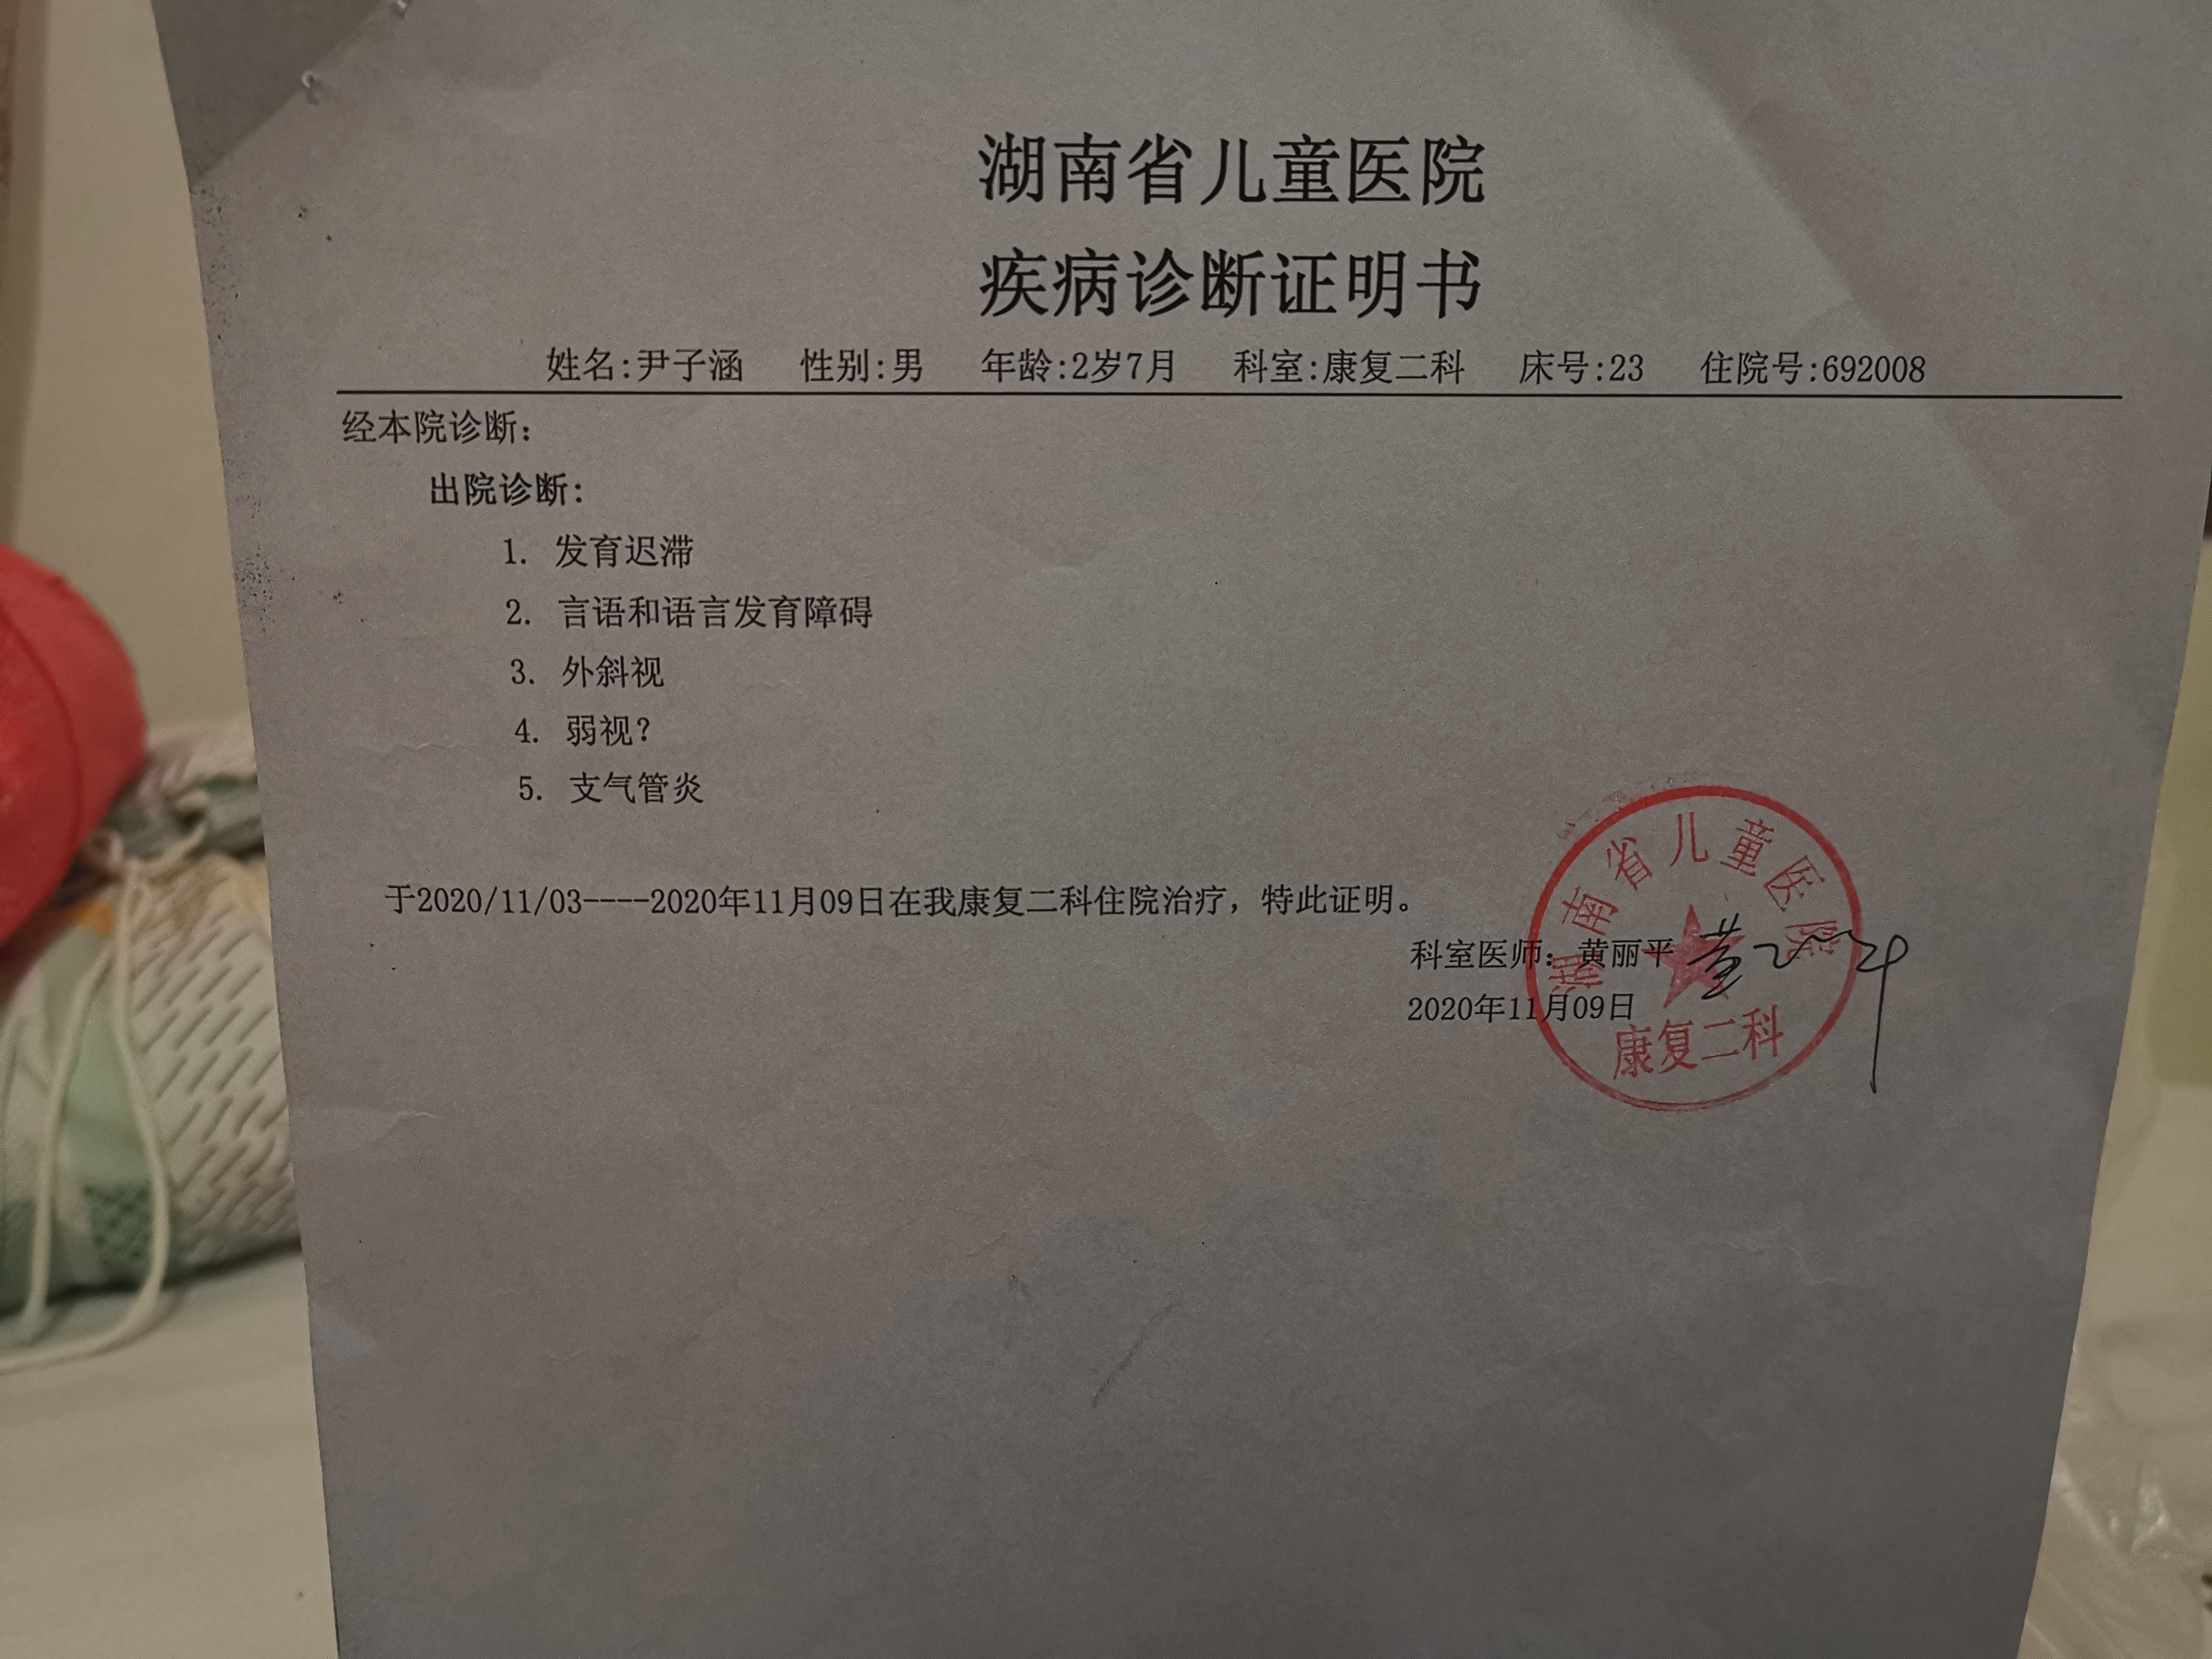 湖南省儿童医院
疾病诊断证明书
姓名:尹子涵 性别:男 年龄:2岁7月 科室:康复二科 床号:23 住院号:692008
经本院诊断:
出院诊断:
1. 发育迟滞
2. 言语和语言发育障碍
3. 外斜视
4. 弱视?
5. 支气管炎
于2020/11/03----2020年11月09日在我康复二科住院治疗，特此证明。
科室医师: 黄丽平
2020年11月09日
湖南省儿童医院
康复二科